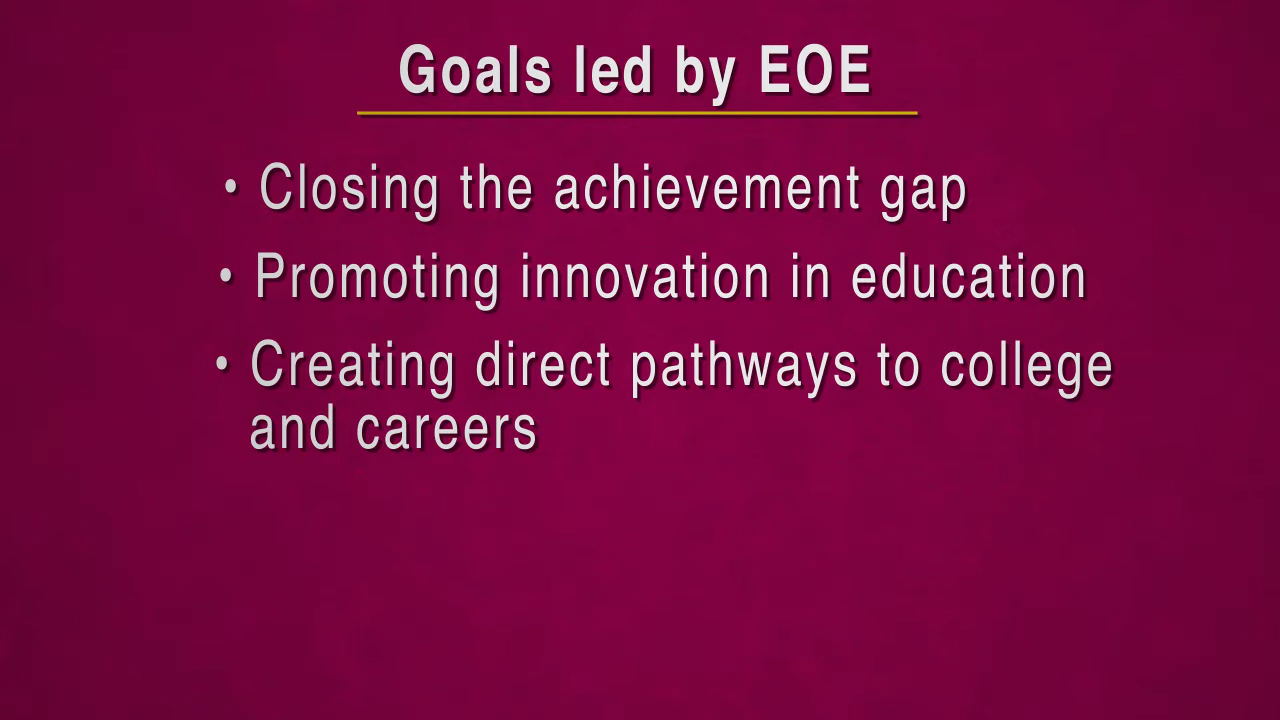 Goals led by EOE
• Closing the achievement gap
• Promoting innovation in education
• Creating direct pathways to college
and careers